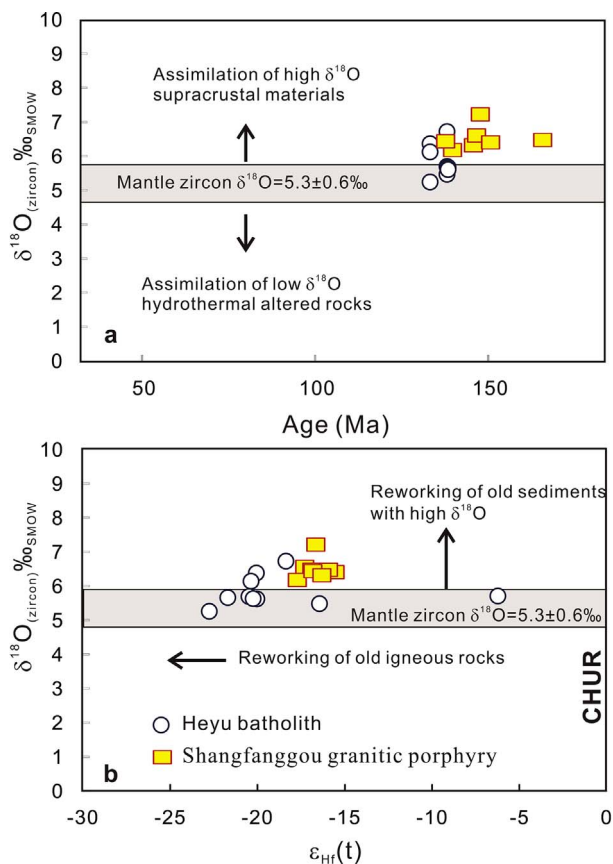 10
9
8
7
6
5
4
3
2
1
0
δ¹⁸O(zircon)‰SMOW
Assimilation of high δ¹⁸O
supracrustal materials
Mantle zircon δ¹⁸O=5.3±0.6‰
Assimilation of low δ¹⁸O
hydrothermal altered rocks
a
50
100
150
Age (Ma)
10
9
8
7
6
5
4
3
2
1
0
δ¹⁸O(zircon)‰SMOW
Reworking of old sediments
with high δ¹⁸O
Mantle zircon δ¹⁸O=5.3±0.6‰
Reworking of old igneous rocks
CHUR
Heyu batholith
Shangfanggou granitic porphyry
b
-30
-25
-20
-15
-10
-5
0
εHf(t)